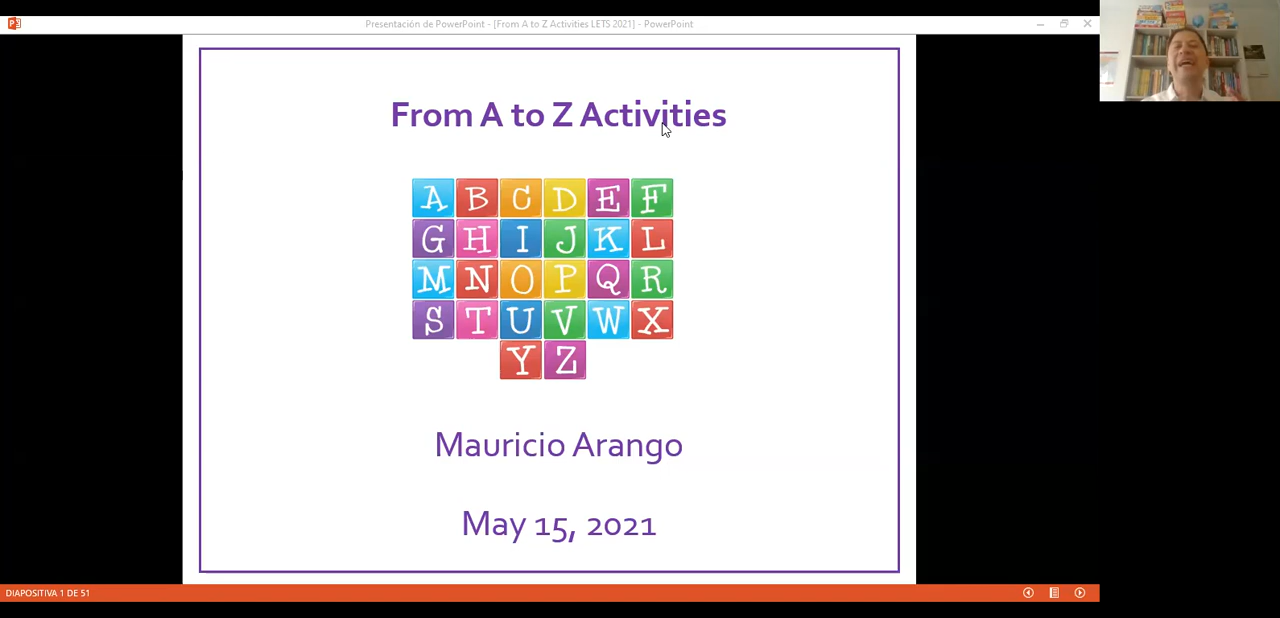 Presentación de PowerPoint - [From A to Z Activities LETS 2021] - PowerPoint
From A to Z Activities
A B C D E F
G H I J K L
M N O P Q R
S T U V W X
Y Z
Mauricio Arango
May 15, 2021
DIAPOSITIVA 1 DE 51